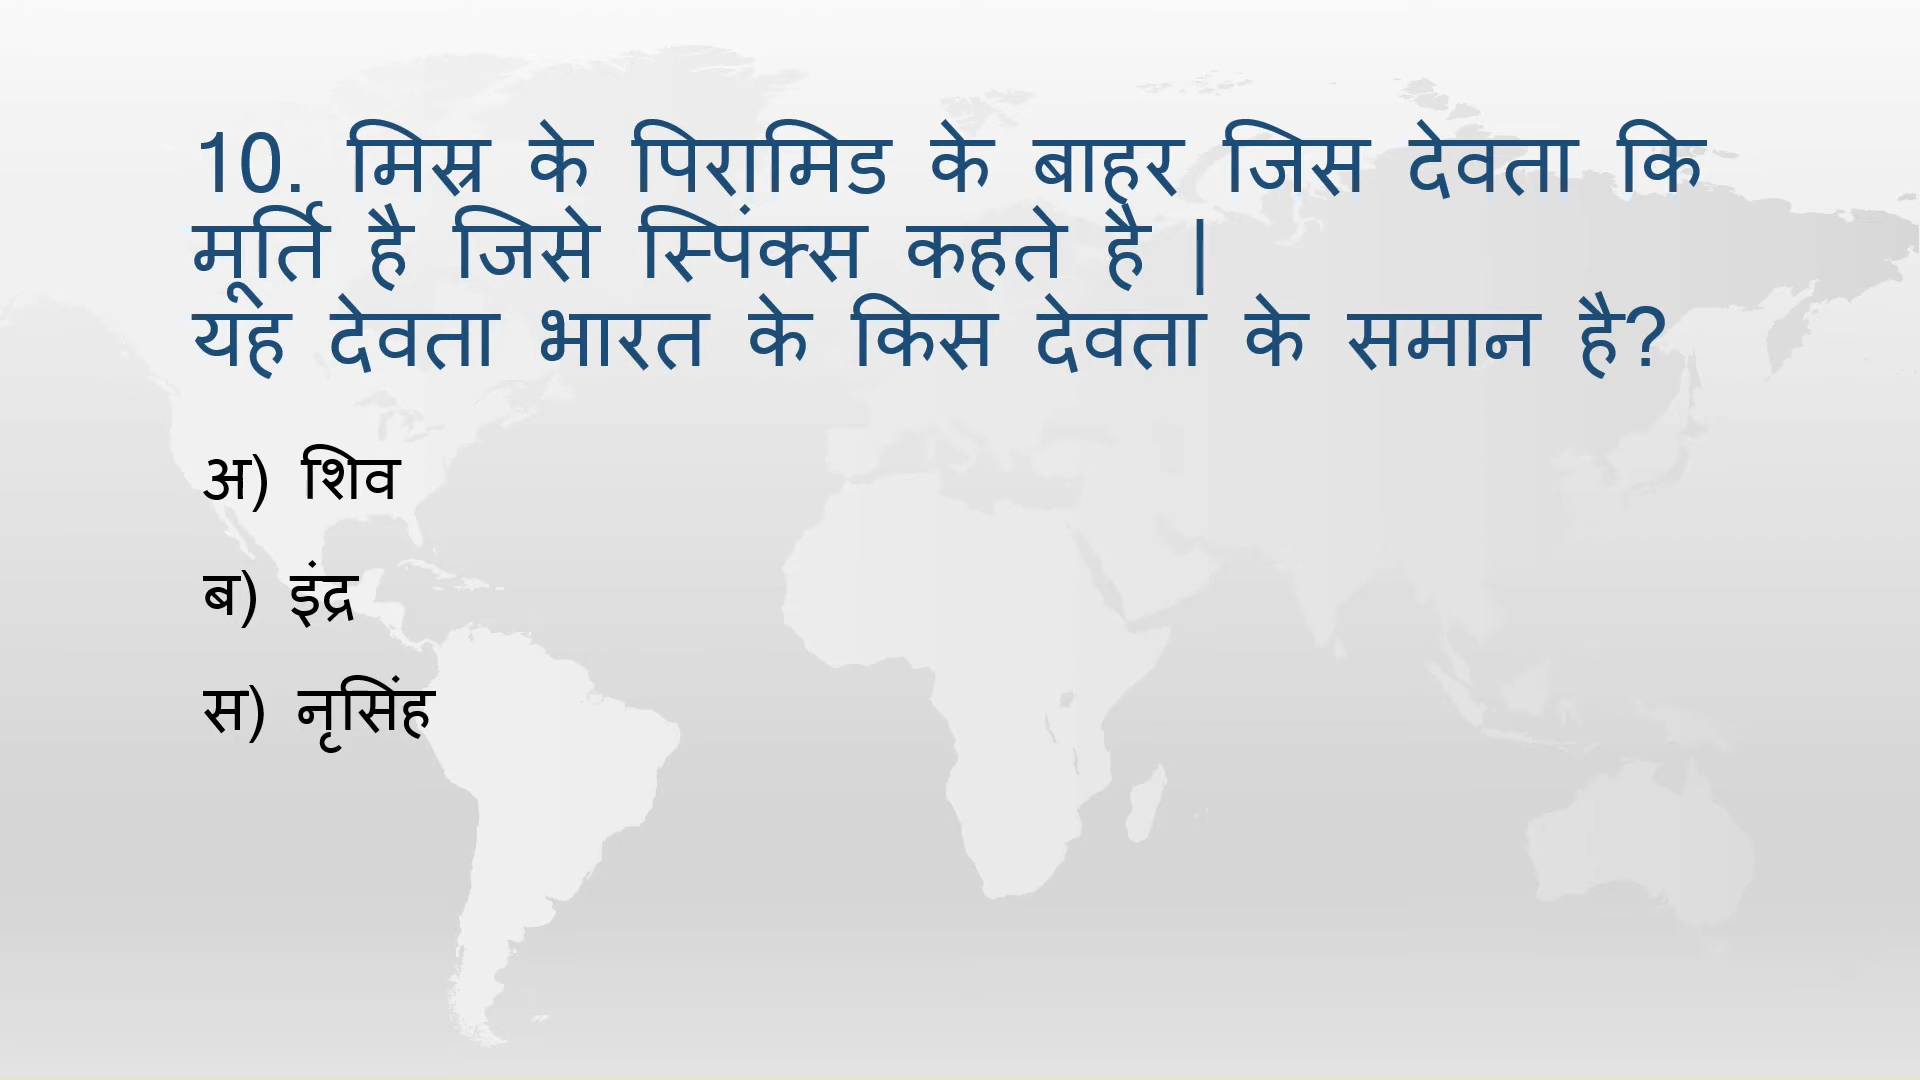 10. मिस्र के पिरामिड के बाहर जिस देवता कि
मूर्ति है जिसे स्पिंक्स कहते है |
यह देवता भारत के किस देवता के समान है?
अ) शिव
ब) इंद्र
स) नृसिंह